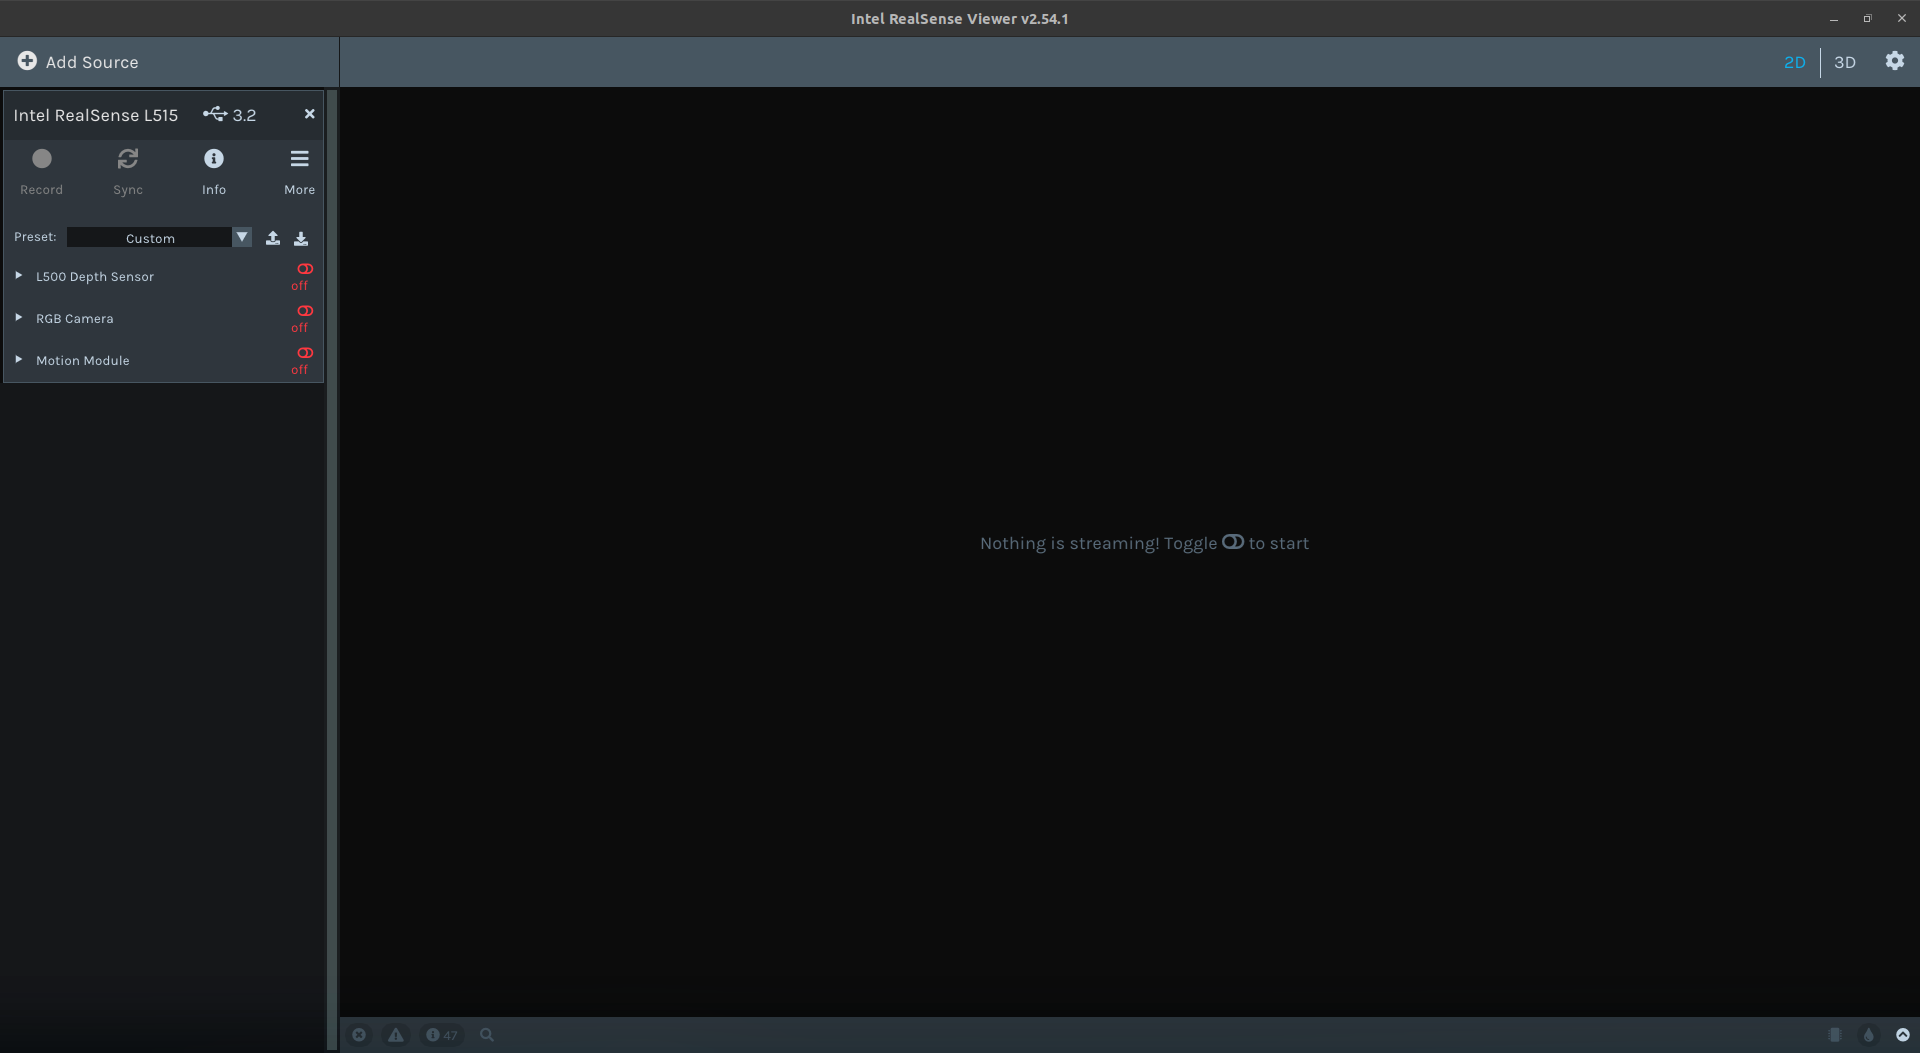 Intel RealSense Viewer v2.54.1
Add Source
2D
3D
Intel RealSense L515
3.2
Record
Sync
Info
More
Preset:
Custom
L500 Depth Sensor
off
RGB Camera
off
Motion Module
off
Nothing is streaming! Toggle to start
47